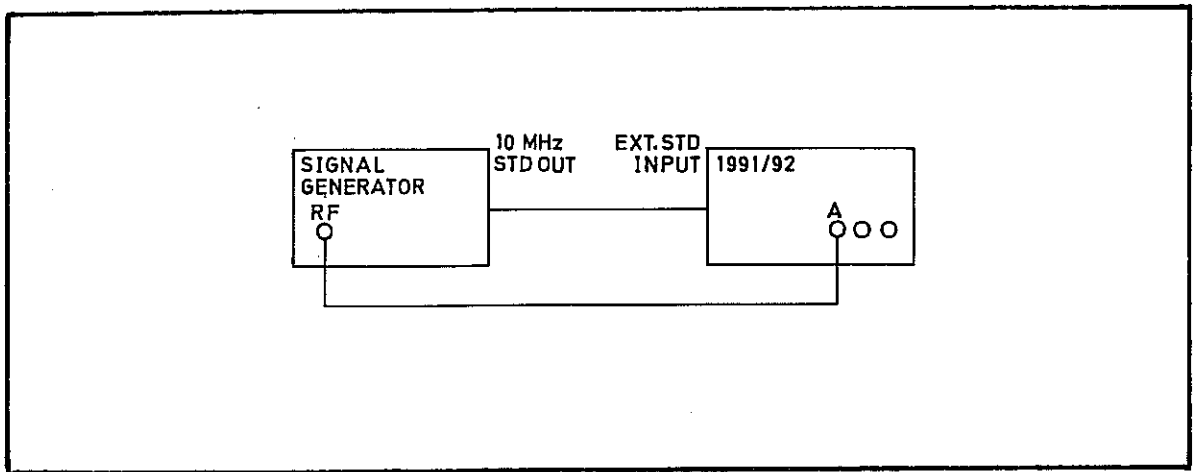 SIGNAL
GENERATOR
RF
10 MHz
STD OUT
EXT. STD
INPUT
1991/92
A